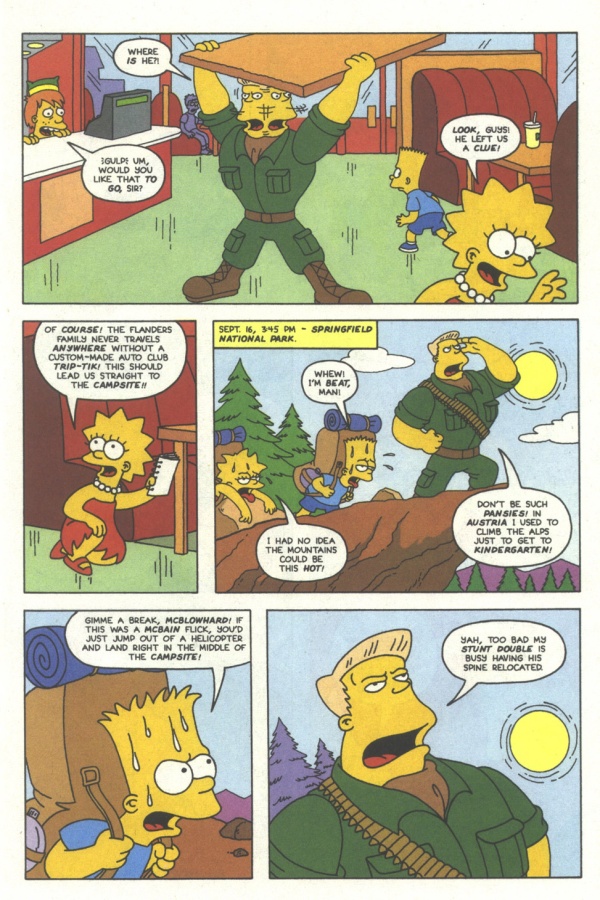 WHERE
IS HE?!
¡GULP! UM,
WOULD YOU
LIKE THAT TO
GO, SIR?
LOOK, GUYS!
HE LEFT US
A CLUE!
OF COURSE! THE FLANDERS
FAMILY NEVER TRAVELS
ANYWHERE WITHOUT A
CUSTOM-MADE AUTO CLUB
TRIP-TIK! THIS SHOULD
LEAD US STRAIGHT TO
THE CAMPSITE!!
SEPT. 16, 3:45 PM - SPRINGFIELD
NATIONAL PARK.
WHEW!
I'M BEAT,
MAN!
I HAD NO IDEA
THE MOUNTAINS
COULD BE
THIS HOT!
DON'T BE SUCH
PANSIES! IN
AUSTRIA I USED TO
CLIMB THE ALPS
JUST TO GET TO
KINDERGARTEN!
GIMME A BREAK, MCBLOWHARD! IF
THIS WAS A MCBAIN FLICK, YOU'D
JUST JUMP OUT OF A HELICOPTER
AND LAND RIGHT IN THE MIDDLE OF
THE CAMPSITE!
YAH, TOO BAD MY
STUNT DOUBLE IS
BUSY HAVING HIS
SPINE RELOCATED.